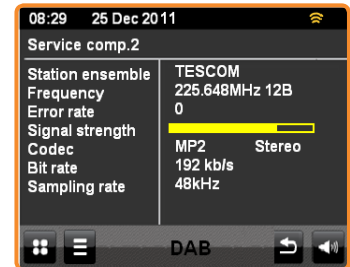 08:29 25 Dec 2011
Service comp.2
Station ensemble TESCOM
Frequency 225.648MHz 12B
Error rate 0
Signal strength
Codec MP2 Stereo
Bit rate 192 kb/s
Sampling rate 48kHz
DAB